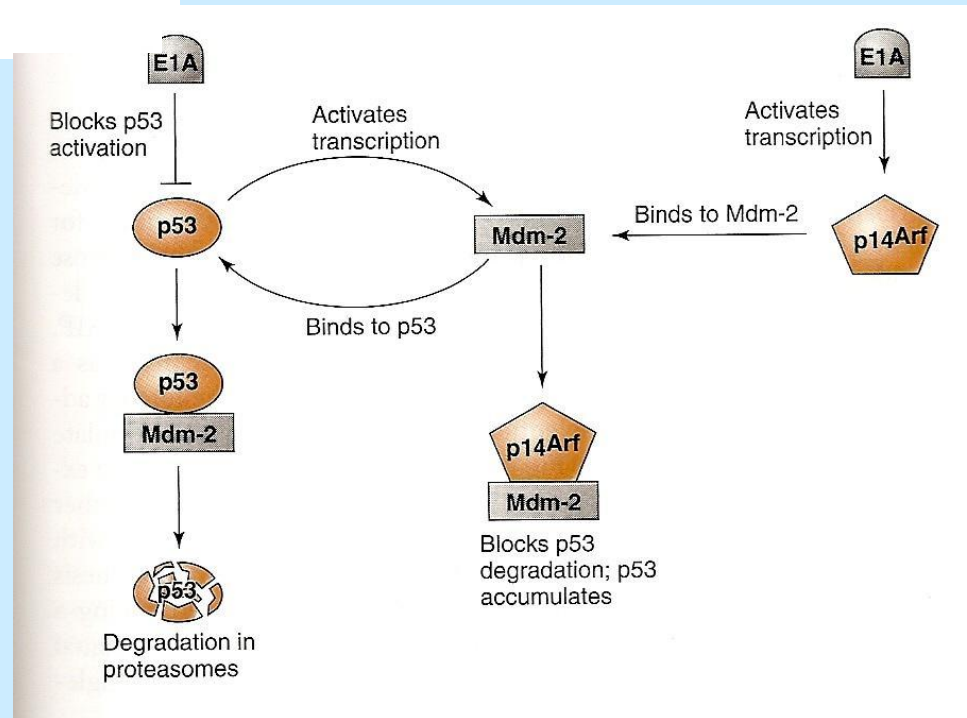 E1A
Blocks p53
activation
Activates
transcription
E1A
Activates
transcription
p53
Mdm-2
Binds to Mdm-2
p14Arf
Binds to p53
p53
Mdm-2
p14Arf
Mdm-2
Blocks p53
degradation; p53
accumulates
p53
Degradation in
proteasomes